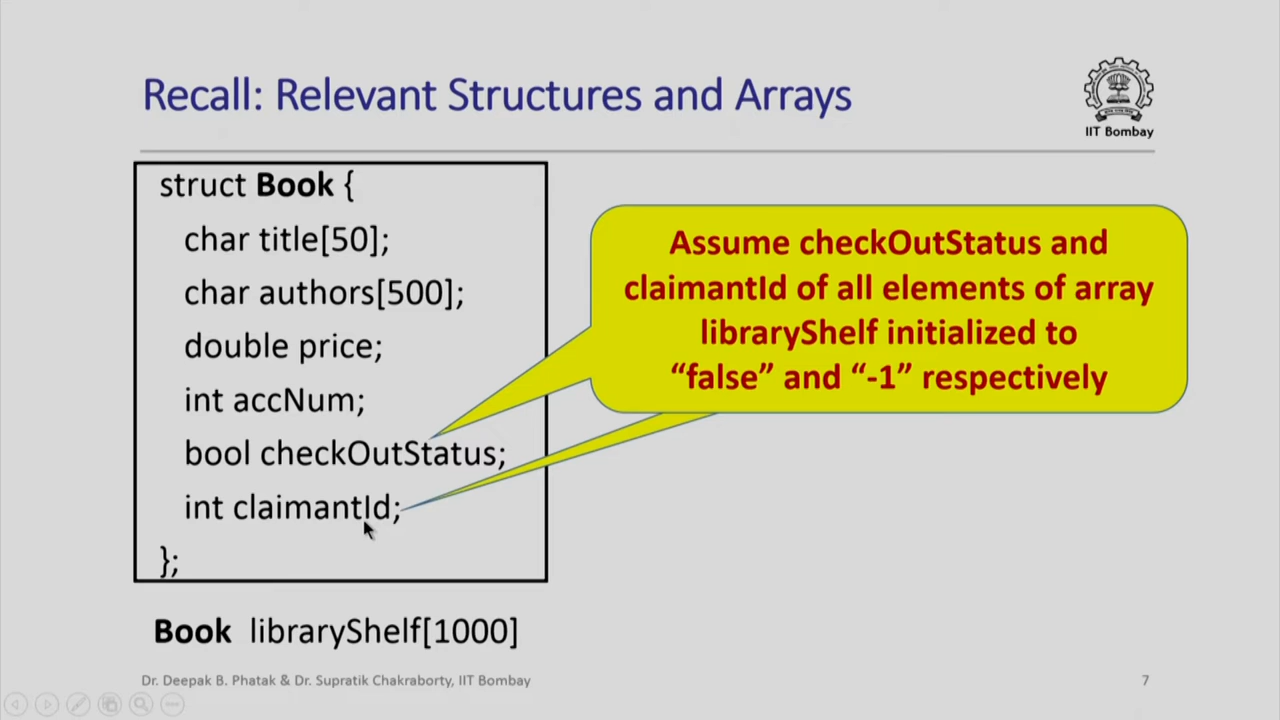 Recall: Relevant Structures and Arrays
IIT Bombay
struct Book {
char title[50];
char authors[500];
double price;
int accNum;
bool checkOutStatus;
int claimantId;
};
Assume checkOutStatus and
claimantId of all elements of array
libraryShelf initialized to
“false” and “-1” respectively
Book libraryShelf[1000]
Dr. Deepak B. Phatak & Dr. Supratik Chakraborty, IIT Bombay
7